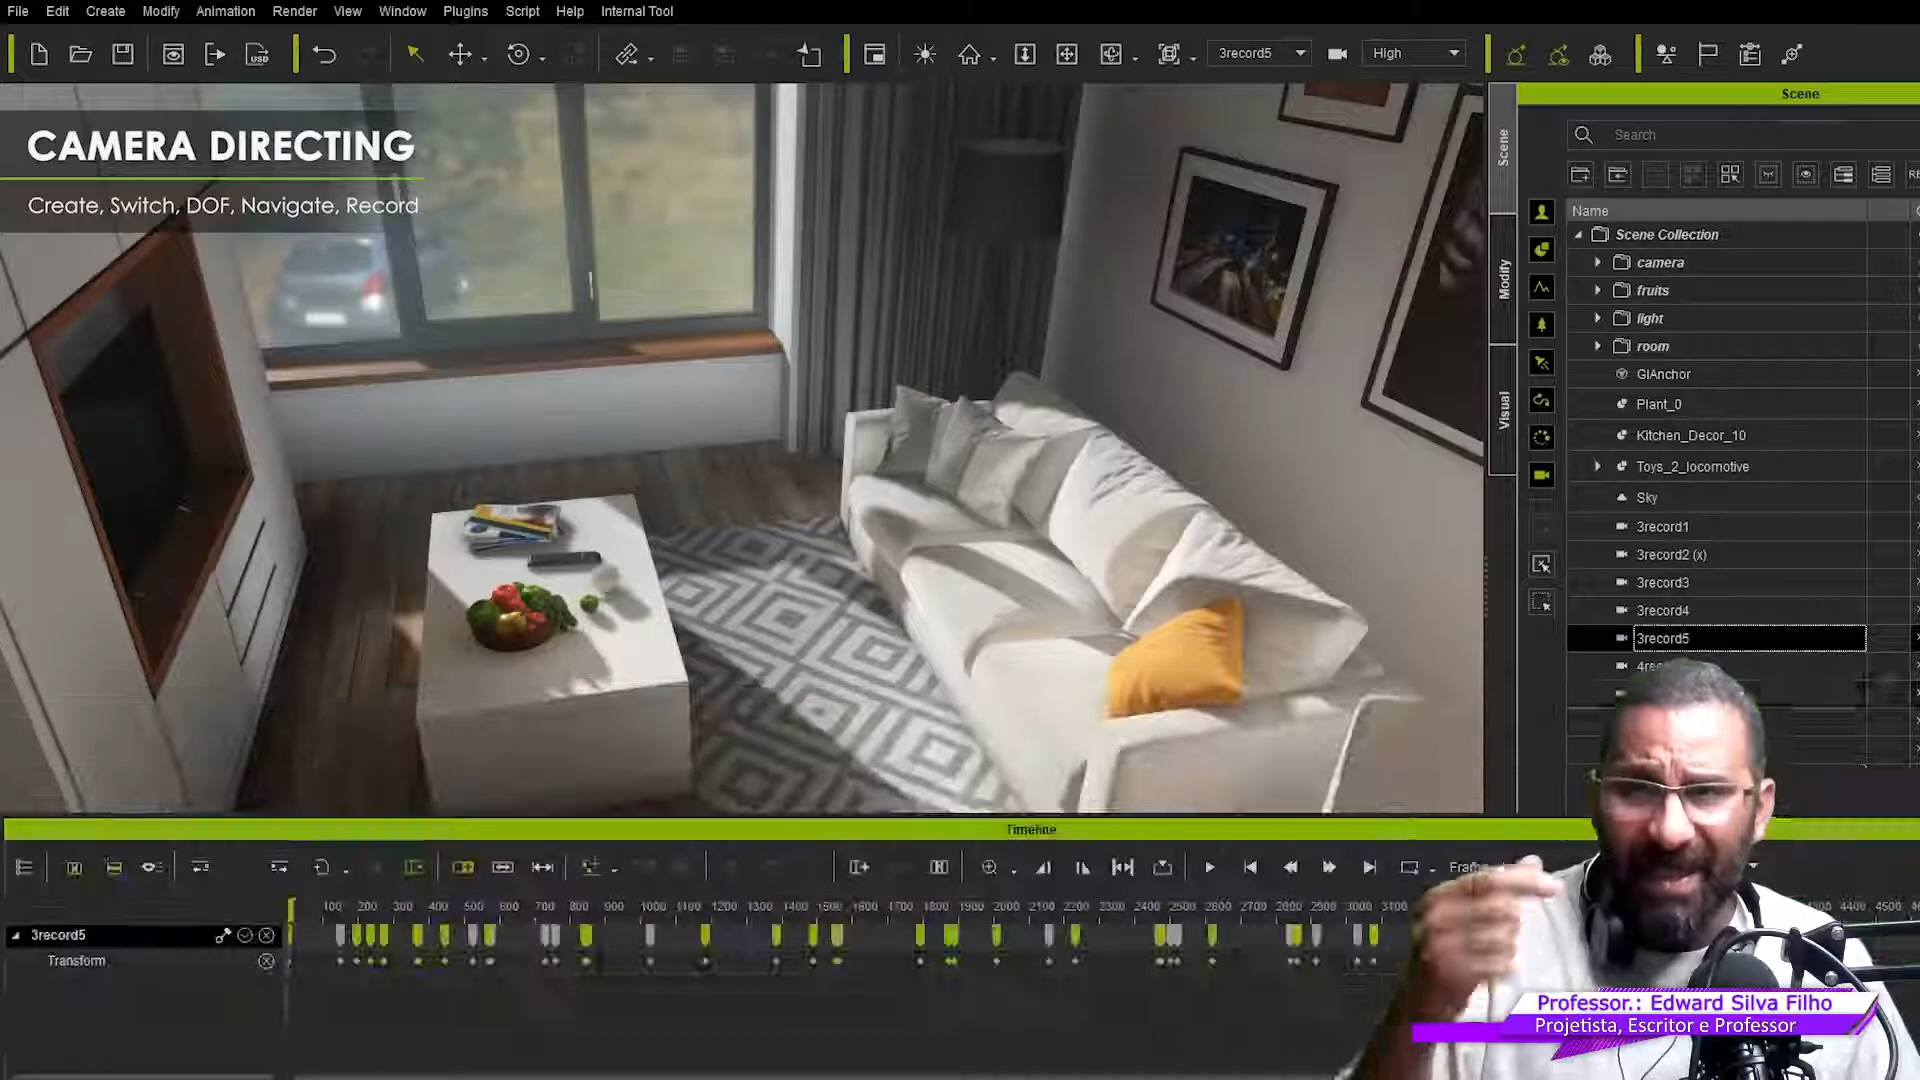 File Edit Create Modify Animation Render View Window Plugins Script Help Internal Tool
USD
3record5
High
CAMERA DIRECTING
Create, Switch, DOF, Navigate, Record
Scene
Scene
Modify
Visual
Search
Name
Scene Collection
camera
fruits
light
room
GIAnchor
Plant_0
Kitchen_Decor_10
Toys_2_locomotive
Sky
3record1
3record2 (x)
3record3
3record4
3record5
Timeline
100 200 300 400 500 600 700 800 900 1000 1100 1200 1300 1400 1500 1600 1700 1800 1900 2000 2100 2200 2300 2400 2500 2600 2700 2800 2900 3000 3100 4400 4500
3record5
Transform
Professor.: Edward Silva Filho
Projetista, Escritor e Professor